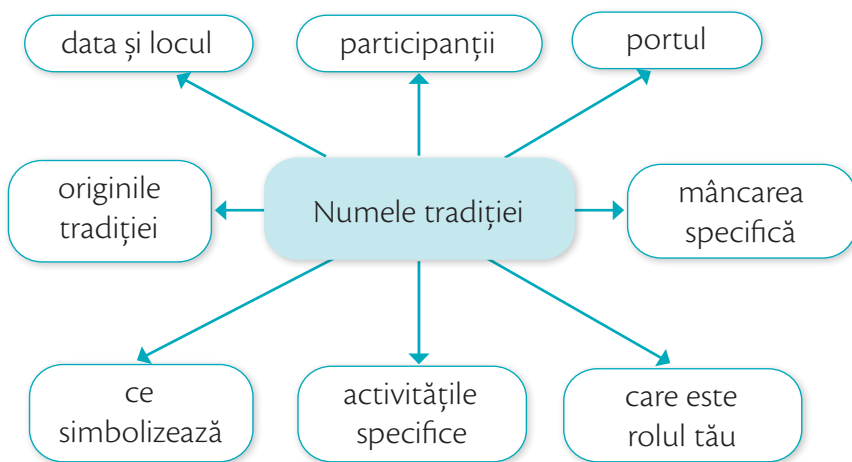 data și locul
participanții
portul
originile
tradiției
Numele tradiției
mâncarea
specifică
ce
simbolizează
activitățile
specifice
care este
rolul tău